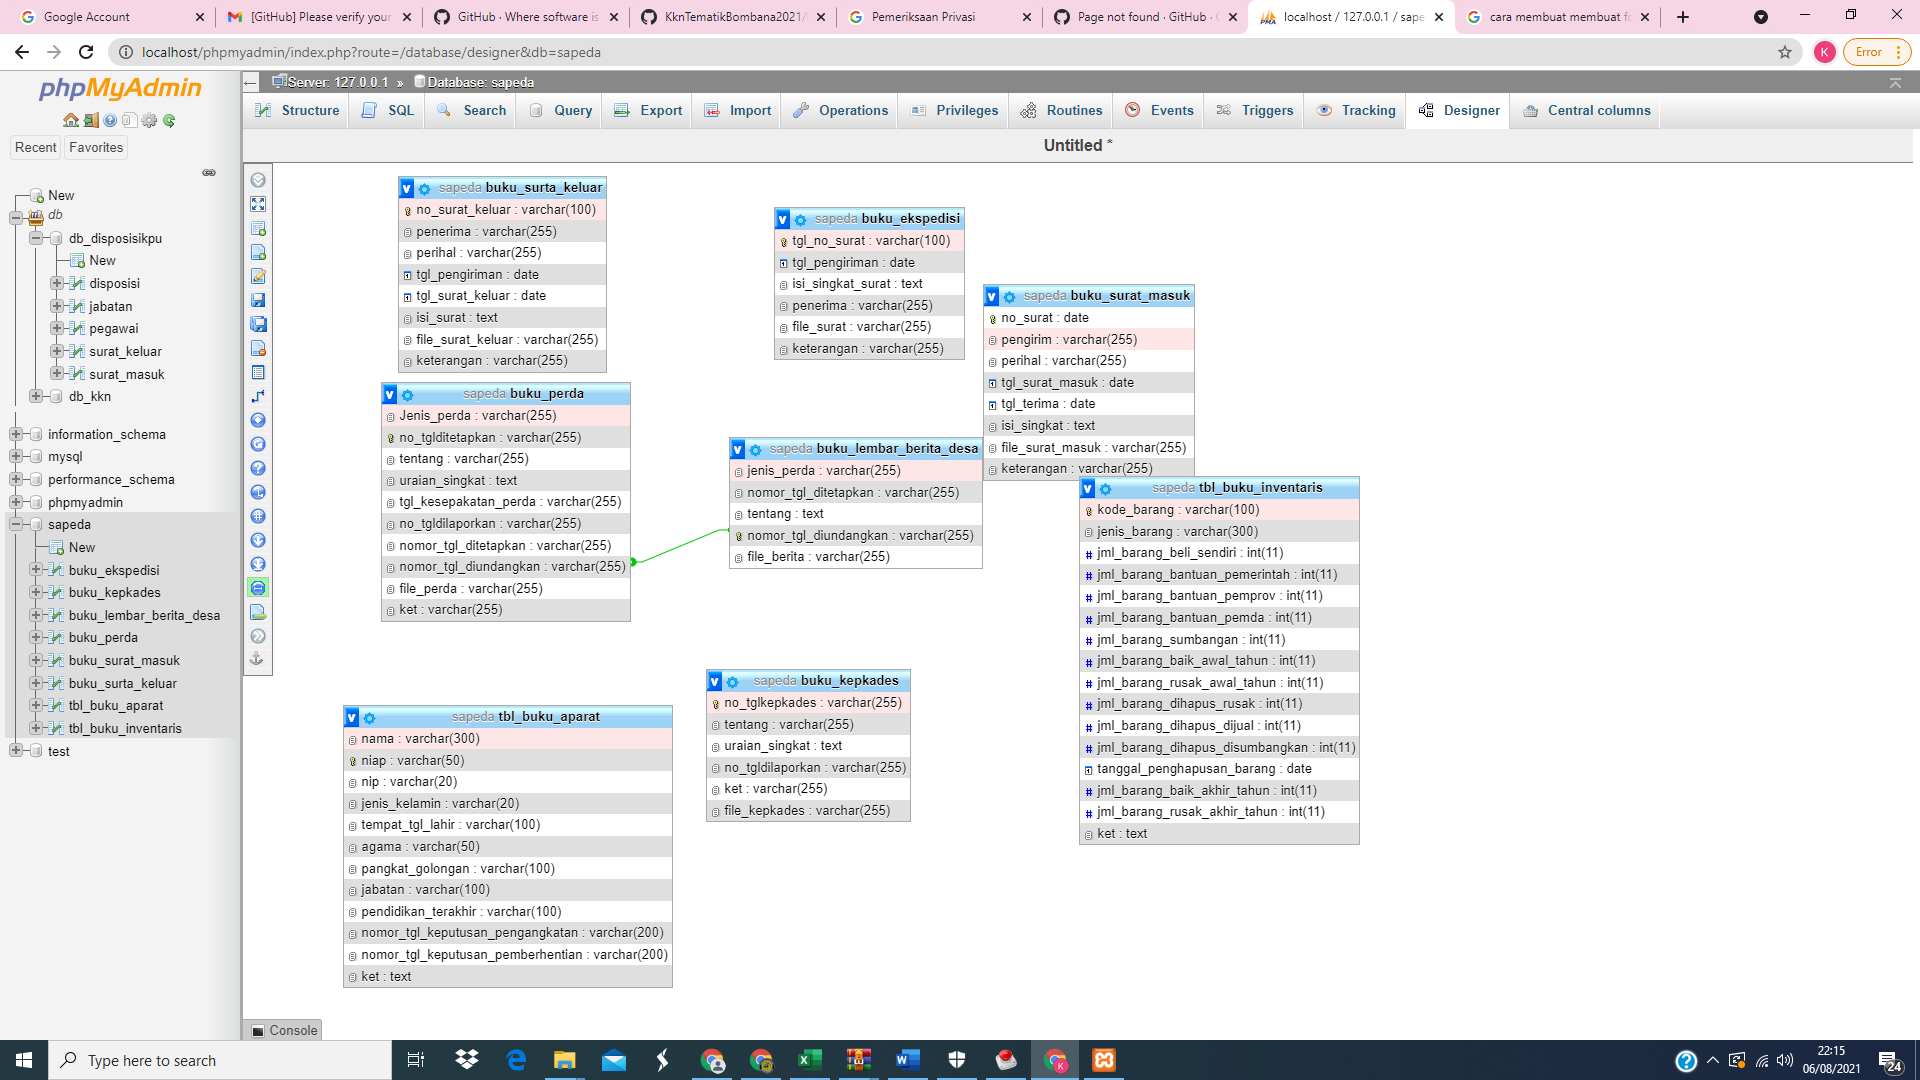 Google Account
[GitHub] Please verify your
GitHub · Where software is
KknTematikBombana2021/
Pemeriksaan Privasi
Page not found · GitHub ·
localhost / 127.0.0.1 / sape
cara membuat membuat fo
localhost/phpmyadmin/index.php?route=/database/designer&db=sapeda
K
Error
phpMyAdmin
Recent
Favorites
New
db
db_disposisikpu
New
disposisi
jabatan
pegawai
surat_keluar
surat_masuk
db_kkn
information_schema
mysql
performance_schema
phpmyadmin
sapeda
New
buku_ekspedisi
buku_kepkades
buku_lembar_berita_desa
buku_perda
buku_surat_masuk
buku_surta_keluar
tbl_buku_aparat
tbl_buku_inventaris
test
Server: 127.0.0.1 » Database: sapeda
Structure
SQL
Search
Query
Export
Import
Operations
Privileges
Routines
Events
Triggers
Tracking
Designer
Central columns
Untitled *
v sapeda buku_surta_keluar
no_surat_keluar : varchar(100)
penerima : varchar(255)
perihal : varchar(255)
tgl_pengiriman : date
tgl_surat_keluar : date
isi_surat : text
file_surat_keluar : varchar(255)
keterangan : varchar(255)
v sapeda buku_ekspedisi
tgl_no_surat : varchar(100)
tgl_pengiriman : date
isi_singkat_surat : text
penerima : varchar(255)
file_surat : varchar(255)
keterangan : varchar(255)
v sapeda buku_surat_masuk
no_surat : date
pengirim : varchar(255)
perihal : varchar(255)
tgl_surat_masuk : date
tgl_terima : date
isi_singkat : text
file_surat_masuk : varchar(255)
keterangan : varchar(255)
v sapeda buku_perda
Jenis_perda : varchar(255)
no_tglditetapkan : varchar(255)
tentang : varchar(255)
uraian_singkat : text
tgl_kesepakatan_perda : varchar(255)
no_tgldilaporkan : varchar(255)
nomor_tgl_ditetapkan : varchar(255)
nomor_tgl_diundangkan : varchar(255)
file_perda : varchar(255)
ket : varchar(255)
v sapeda buku_lembar_berita_desa
jenis_perda : varchar(255)
nomor_tgl_ditetapkan : varchar(255)
tentang : text
nomor_tgl_diundangkan : varchar(255)
file_berita : varchar(255)
v sapeda tbl_buku_inventaris
kode_barang : varchar(100)
jenis_barang : varchar(300)
# jml_barang_beli_sendiri : int(11)
# jml_barang_bantuan_pemerintah : int(11)
# jml_barang_bantuan_pemprov : int(11)
# jml_barang_bantuan_pemda : int(11)
# jml_barang_sumbangan : int(11)
# jml_barang_baik_awal_tahun : int(11)
# jml_barang_rusak_awal_tahun : int(11)
# jml_barang_dihapus_rusak : int(11)
# jml_barang_dihapus_dijual : int(11)
# jml_barang_dihapus_disumbangkan : int(11)
tanggal_penghapusan_barang : date
# jml_barang_baik_akhir_tahun : int(11)
# jml_barang_rusak_akhir_tahun : int(11)
ket : text
v sapeda buku_kepkades
no_tglkepkades : varchar(255)
tentang : varchar(255)
uraian_singkat : text
no_tgldilaporkan : varchar(255)
ket : varchar(255)
file_kepkades : varchar(255)
v sapeda tbl_buku_aparat
nama : varchar(300)
niap : varchar(50)
nip : varchar(20)
jenis_kelamin : varchar(20)
tempat_tgl_lahir : varchar(100)
agama : varchar(50)
pangkat_golongan : varchar(100)
jabatan : varchar(100)
pendidikan_terakhir : varchar(100)
nomor_tgl_keputusan_pengangkatan : varchar(200)
nomor_tgl_keputusan_pemberhentian : varchar(200)
ket : text
Console
Type here to search
22:15
06/08/2021
24